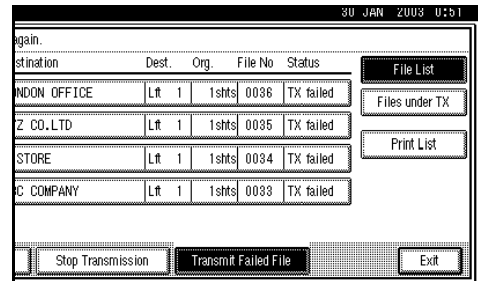 30 JAN 2003 0:51
again.
stination Dest. Org. File No Status
File List
NDON OFFICE Lft 1 1shts 0036 TX failed
Files under TX
YZ CO.LTD Lft 1 1shts 0035 TX failed
Print List
STORE Lft 1 1shts 0034 TX failed
BC COMPANY Lft 1 1shts 0033 TX failed
Stop Transmission Transmit Failed File Exit